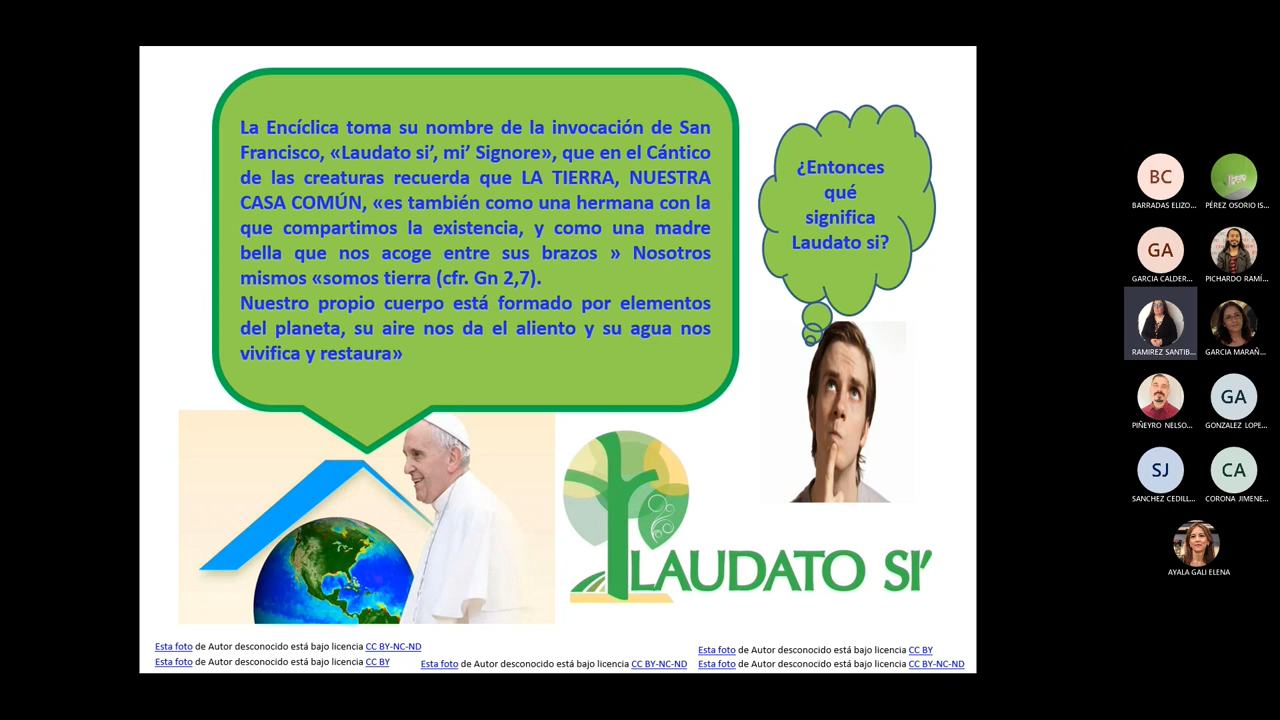 La Encíclica toma su nombre de la invocación de San
Francisco, «Laudato si’, mi’ Signore», que en el Cántico
de las creaturas recuerda que LA TIERRA, NUESTRA
CASA COMÚN, «es también como una hermana con la
que compartimos la existencia, y como una madre
bella que nos acoge entre sus brazos » Nosotros
mismos «somos tierra (cfr. Gn 2,7).
Nuestro propio cuerpo está formado por elementos
del planeta, su aire nos da el aliento y su agua nos
vivifica y restaura»
¿Entonces
qué
significa
Laudato si?
LAUDATO SI’
Esta foto de Autor desconocido está bajo licencia CC BY-NC-ND
Esta foto de Autor desconocido está bajo licencia CC BY
Esta foto de Autor desconocido está bajo licencia CC BY-NC-ND
Esta foto de Autor desconocido está bajo licencia CC BY
Esta foto de Autor desconocido está bajo licencia CC BY-NC-ND
BC
BARRADAS ELIZO...
PÉREZ OSORIO IS...
GA
GARCIA CALDER...
PICHARDO RAMÍ...
RAMIREZ SANTIB...
GARCIA MARAÑ...
PIÑEYRO NELSO...
GA
GONZALEZ LOPE...
SJ
SANCHEZ CEDILL...
CA
CORONA JIMENE...
AYALA GALI ELENA